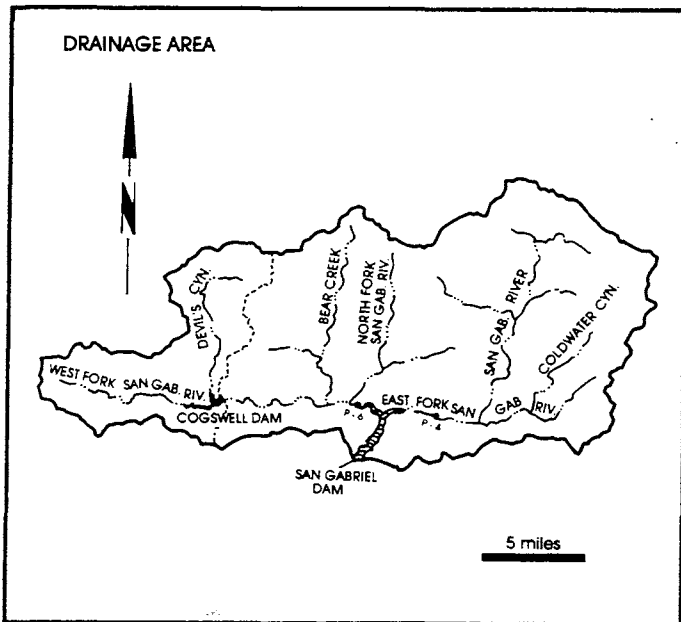 DRAINAGE AREA
N
DEVIL'S CYN.
BEAR CREEK
NORTH FORK
SAN GAB. RIV.
SAN GAB. RIVER
COLDWATER CYN.
WEST FORK SAN GAB. RIV.
COGSWELL DAM
P-6
EAST FORK SAN GAB RIV.
P-4
SAN GABRIEL
DAM
5 miles